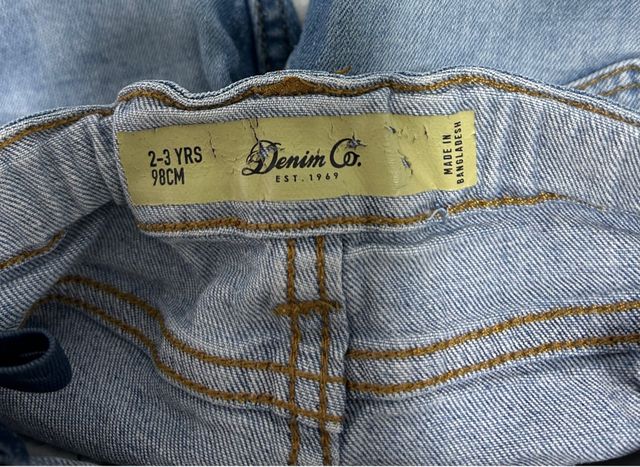 2-3 YRS
98CM
Denim Co.
EST. 1969
MADE IN
BANGLADESH